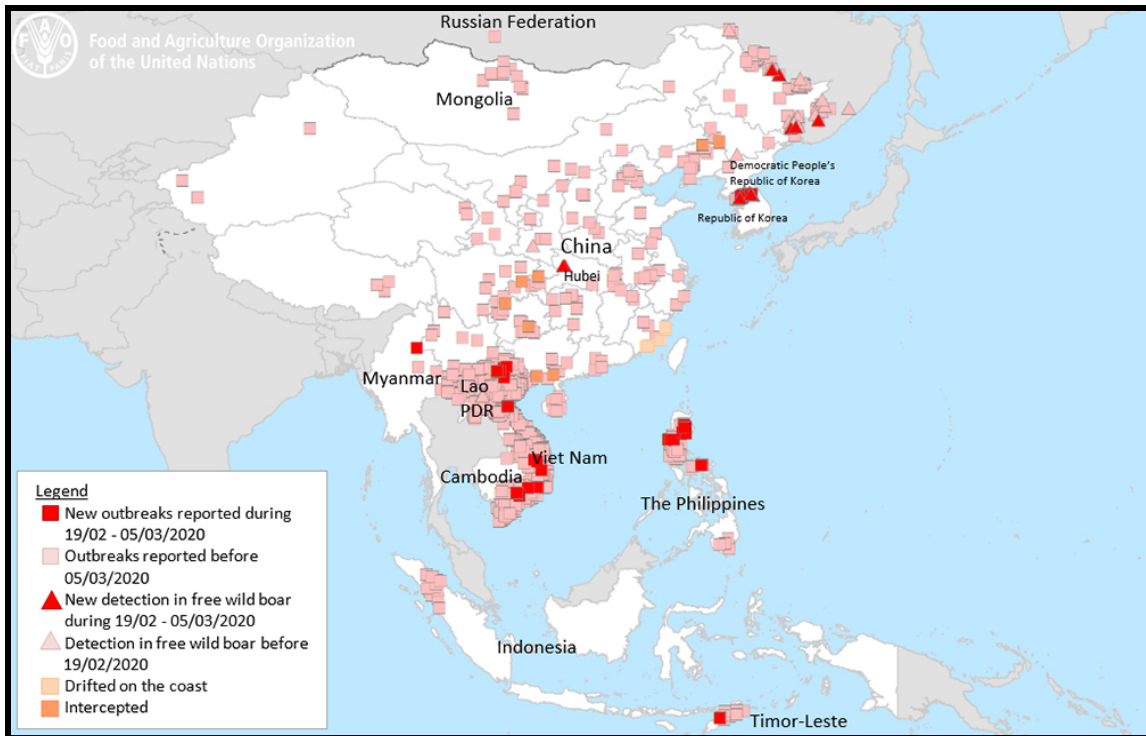 Russian Federation
FAO
FIAT PANIS
Food and Agriculture Organization
of the United Nations
Mongolia
Democratic People's
Republic of Korea
Republic of Korea
China
Hubei
Myanmar
Lao
PDR
Viet Nam
Cambodia
The Philippines
Indonesia
Timor-Leste
Legend
New outbreaks reported during
19/02 - 05/03/2020
Outbreaks reported before
05/03/2020
New detection in free wild boar
during 19/02 - 05/03/2020
Detection in free wild boar before
19/02/2020
Drifted on the coast
Intercepted